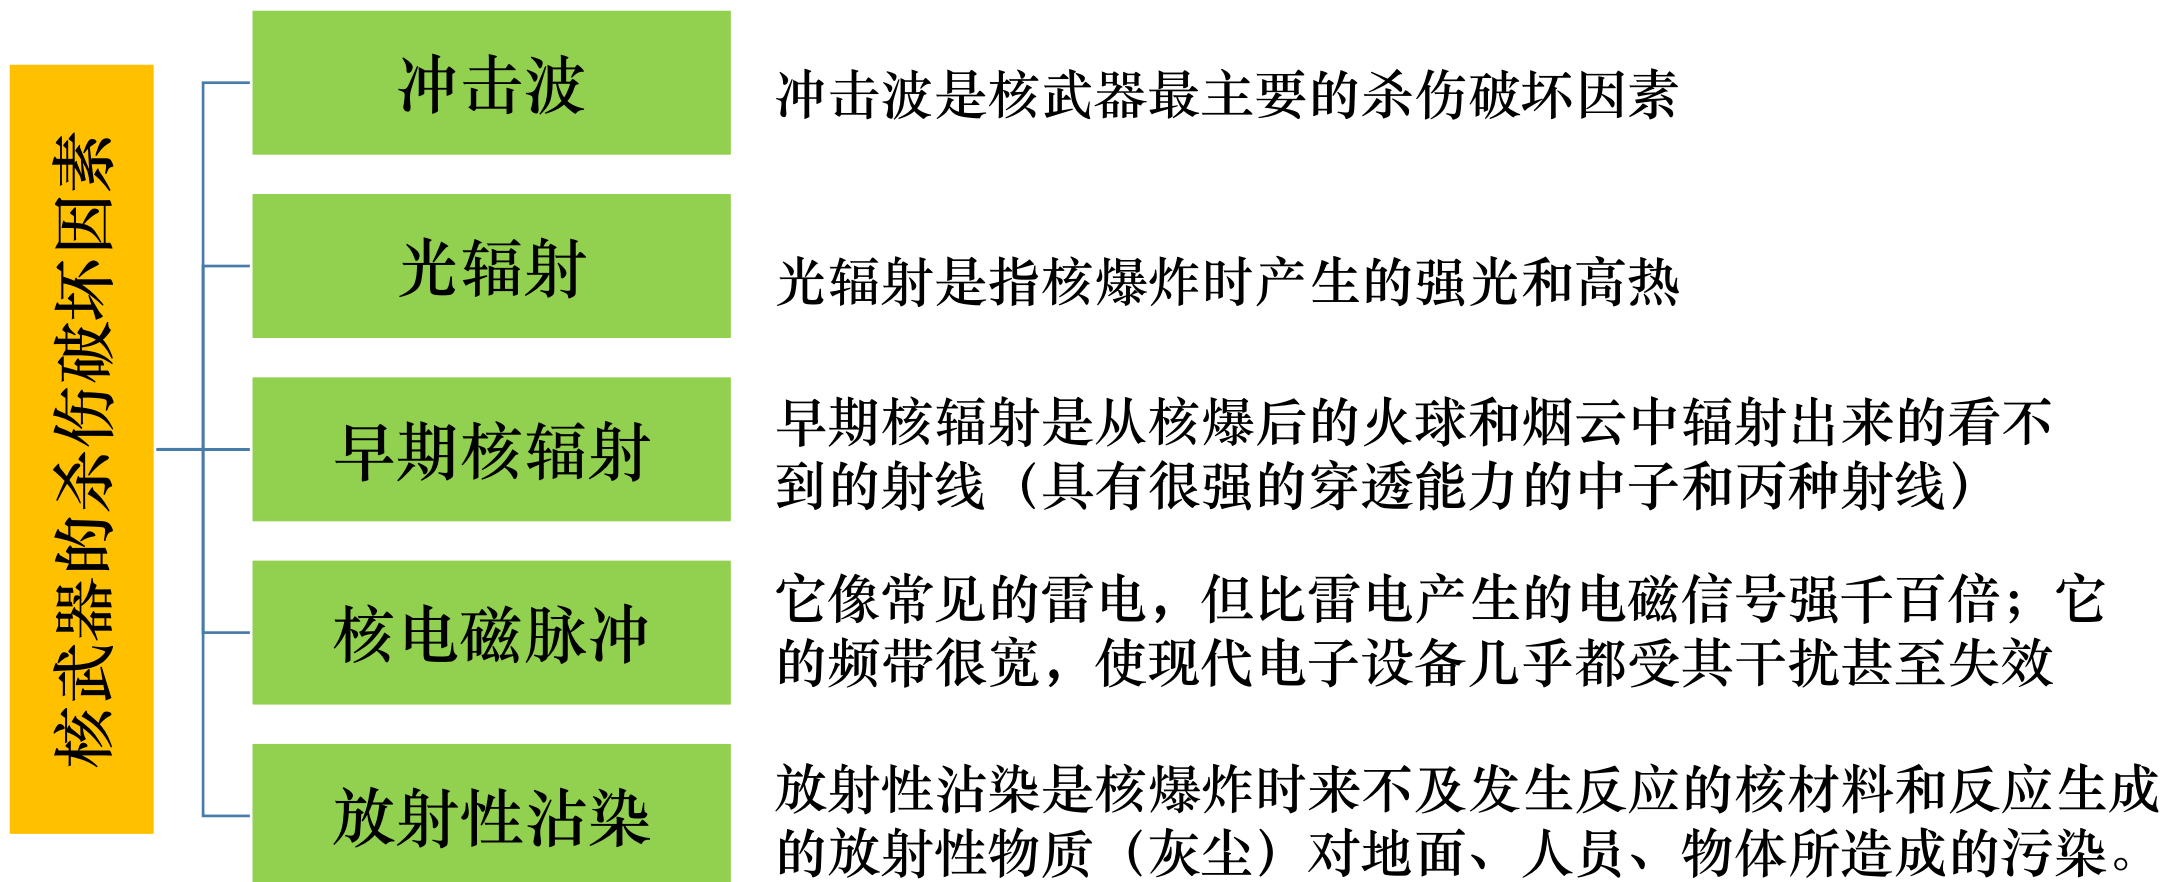 核武器的杀伤破坏因素
冲击波
冲击波是核武器最主要的杀伤破坏因素
光辐射
光辐射是指核爆炸时产生的强光和高热
早期核辐射
早期核辐射是从核爆后的火球和烟云中辐射出来的看不
到的射线（具有很强的穿透能力的中子和丙种射线）
核电磁脉冲
它像常见的雷电，但比雷电产生的电磁信号强千百倍；它
的频带很宽，使现代电子设备几乎都受其干扰甚至失效
放射性沾染
放射性沾染是核爆炸时来不及发生反应的核材料和反应生成
的放射性物质（灰尘）对地面、人员、物体所造成的污染。